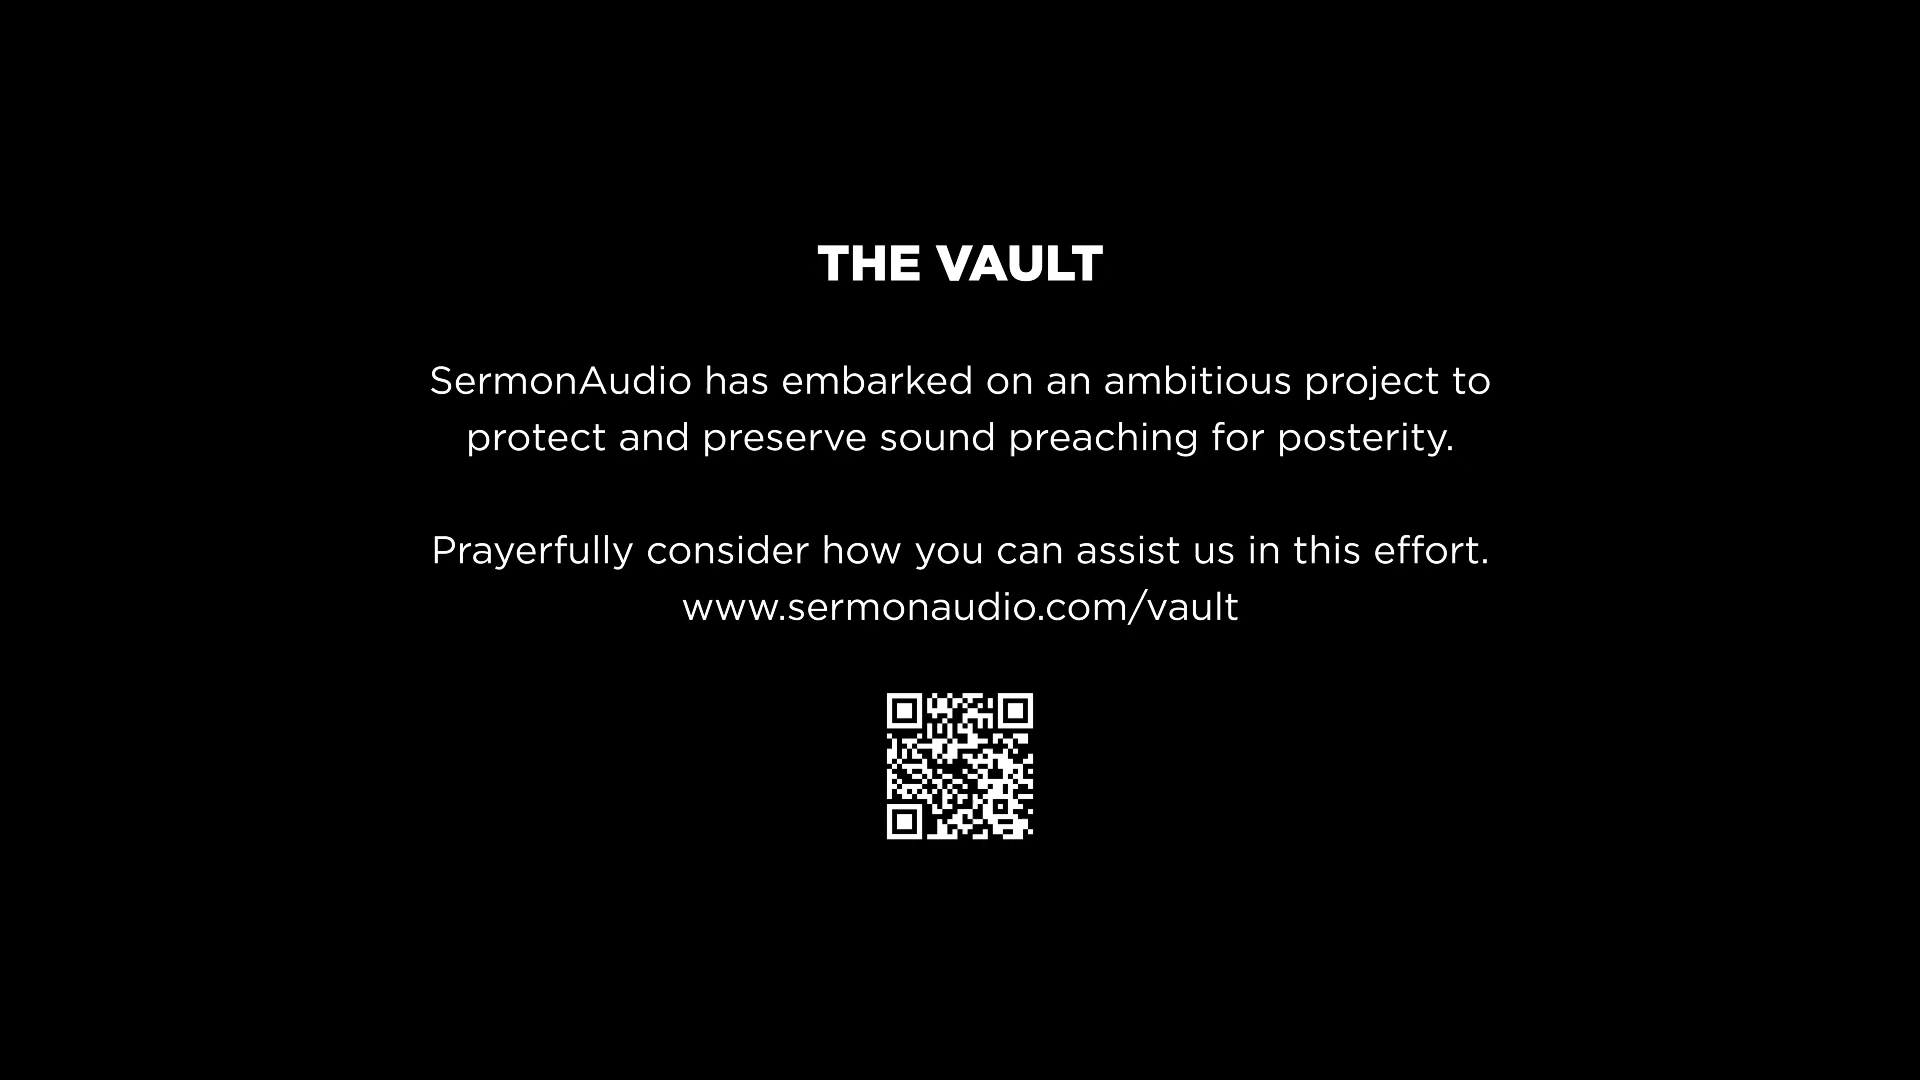 THE VAULT
SermonAudio has embarked on an ambitious project to
protect and preserve sound preaching for posterity.
Prayerfully consider how you can assist us in this effort.
www.sermonaudio.com/vault